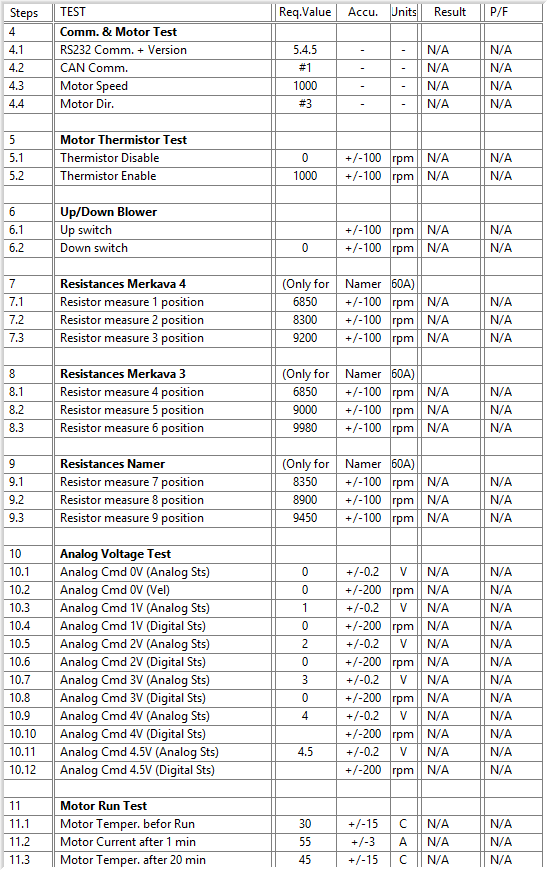 Steps TEST Req.Value Accu. Units Result P/F
4 Comm. & Motor Test
4.1 RS232 Comm. + Version 5.4.5 - - N/A N/A
4.2 CAN Comm. #1 - - N/A N/A
4.3 Motor Speed 1000 - - N/A N/A
4.4 Motor Dir. #3 - - N/A N/A
5 Motor Thermistor Test
5.1 Thermistor Disable 0 +/-100 rpm N/A N/A
5.2 Thermistor Enable 1000 +/-100 rpm N/A N/A
6 Up/Down Blower
6.1 Up switch +/-100 rpm N/A N/A
6.2 Down switch 0 +/-100 rpm N/A N/A
7 Resistances Merkava 4 (Only for Namer 60A)
7.1 Resistor measure 1 position 6850 +/-100 rpm N/A N/A
7.2 Resistor measure 2 position 8300 +/-100 rpm N/A N/A
7.3 Resistor measure 3 position 9200 +/-100 rpm N/A N/A
8 Resistances Merkava 3 (Only for Namer 60A)
8.1 Resistor measure 4 position 6850 +/-100 rpm N/A N/A
8.2 Resistor measure 5 position 9000 +/-100 rpm N/A N/A
8.3 Resistor measure 6 position 9980 +/-100 rpm N/A N/A
9 Resistances Namer (Only for Namer 60A)
9.1 Resistor measure 7 position 8350 +/-100 rpm N/A N/A
9.2 Resistor measure 8 position 8900 +/-100 rpm N/A N/A
9.3 Resistor measure 9 position 9450 +/-100 rpm N/A N/A
10 Analog Voltage Test
10.1 Analog Cmd 0V (Analog Sts) 0 +/-0.2 V N/A N/A
10.2 Analog Cmd 0V (Vel) 0 +/-200 rpm N/A N/A
10.3 Analog Cmd 1V (Analog Sts) 1 +/-0.2 V N/A N/A
10.4 Analog Cmd 1V (Digital Sts) 0 +/-200 rpm N/A N/A
10.5 Analog Cmd 2V (Analog Sts) 2 +/-0.2 V N/A N/A
10.6 Analog Cmd 2V (Digital Sts) 0 +/-200 rpm N/A N/A
10.7 Analog Cmd 3V (Analog Sts) 3 +/-0.2 V N/A N/A
10.8 Analog Cmd 3V (Digital Sts) 0 +/-200 rpm N/A N/A
10.9 Analog Cmd 4V (Analog Sts) 4 +/-0.2 V N/A N/A
10.10 Analog Cmd 4V (Digital Sts) +/-200 rpm N/A N/A
10.11 Analog Cmd 4.5V (Analog Sts) 4.5 +/-0.2 V N/A N/A
10.12 Analog Cmd 4.5V (Digital Sts) +/-200 rpm N/A N/A
11 Motor Run Test
11.1 Motor Temper. befor Run 30 +/-15 C N/A N/A
11.2 Motor Current after 1 min 55 +/-3 A N/A N/A
11.3 Motor Temper. after 20 min 45 +/-15 C N/A N/A